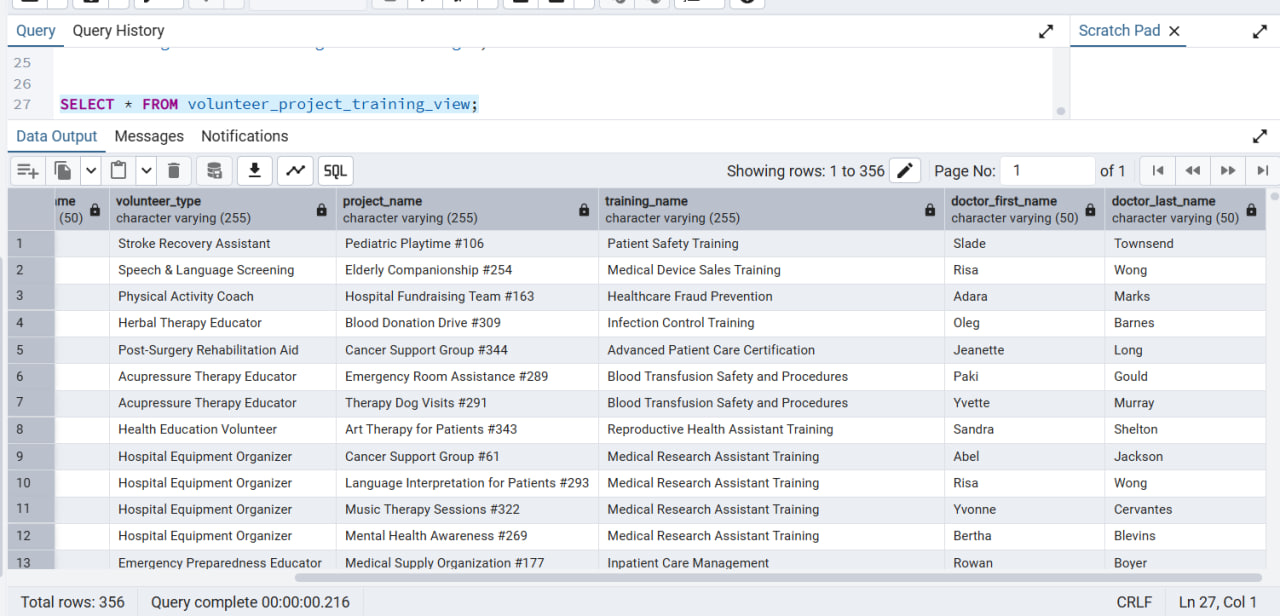 Query Query History Scratch Pad
25
26
27 SELECT * FROM volunteer_project_training_view;
Data Output Messages Notifications
SQL Showing rows: 1 to 356 Page No: 1 of 1
volunteer_type project_name training_name doctor_first_name doctor_last_name
(50) character varying (255) character varying (255) character varying (255) character varying (50) character varying (50)
1 Stroke Recovery Assistant Pediatric Playtime #106 Patient Safety Training Slade Townsend
2 Speech & Language Screening Elderly Companionship #254 Medical Device Sales Training Risa Wong
3 Physical Activity Coach Hospital Fundraising Team #163 Healthcare Fraud Prevention Adara Marks
4 Herbal Therapy Educator Blood Donation Drive #309 Infection Control Training Oleg Barnes
5 Post-Surgery Rehabilitation Aid Cancer Support Group #344 Advanced Patient Care Certification Jeanette Long
6 Acupressure Therapy Educator Emergency Room Assistance #289 Blood Transfusion Safety and Procedures Paki Gould
7 Acupressure Therapy Educator Therapy Dog Visits #291 Blood Transfusion Safety and Procedures Yvette Murray
8 Health Education Volunteer Art Therapy for Patients #343 Reproductive Health Assistant Training Sandra Shelton
9 Hospital Equipment Organizer Cancer Support Group #61 Medical Research Assistant Training Abel Jackson
10 Hospital Equipment Organizer Language Interpretation for Patients #293 Medical Research Assistant Training Risa Wong
11 Hospital Equipment Organizer Music Therapy Sessions #322 Medical Research Assistant Training Yvonne Cervantes
12 Hospital Equipment Organizer Mental Health Awareness #269 Medical Research Assistant Training Bertha Blevins
13 Emergency Preparedness Educator Medical Supply Organization #177 Inpatient Care Management Rowan Boyer
Total rows: 356 Query complete 00:00:00.216 CRLF Ln 27, Col 1